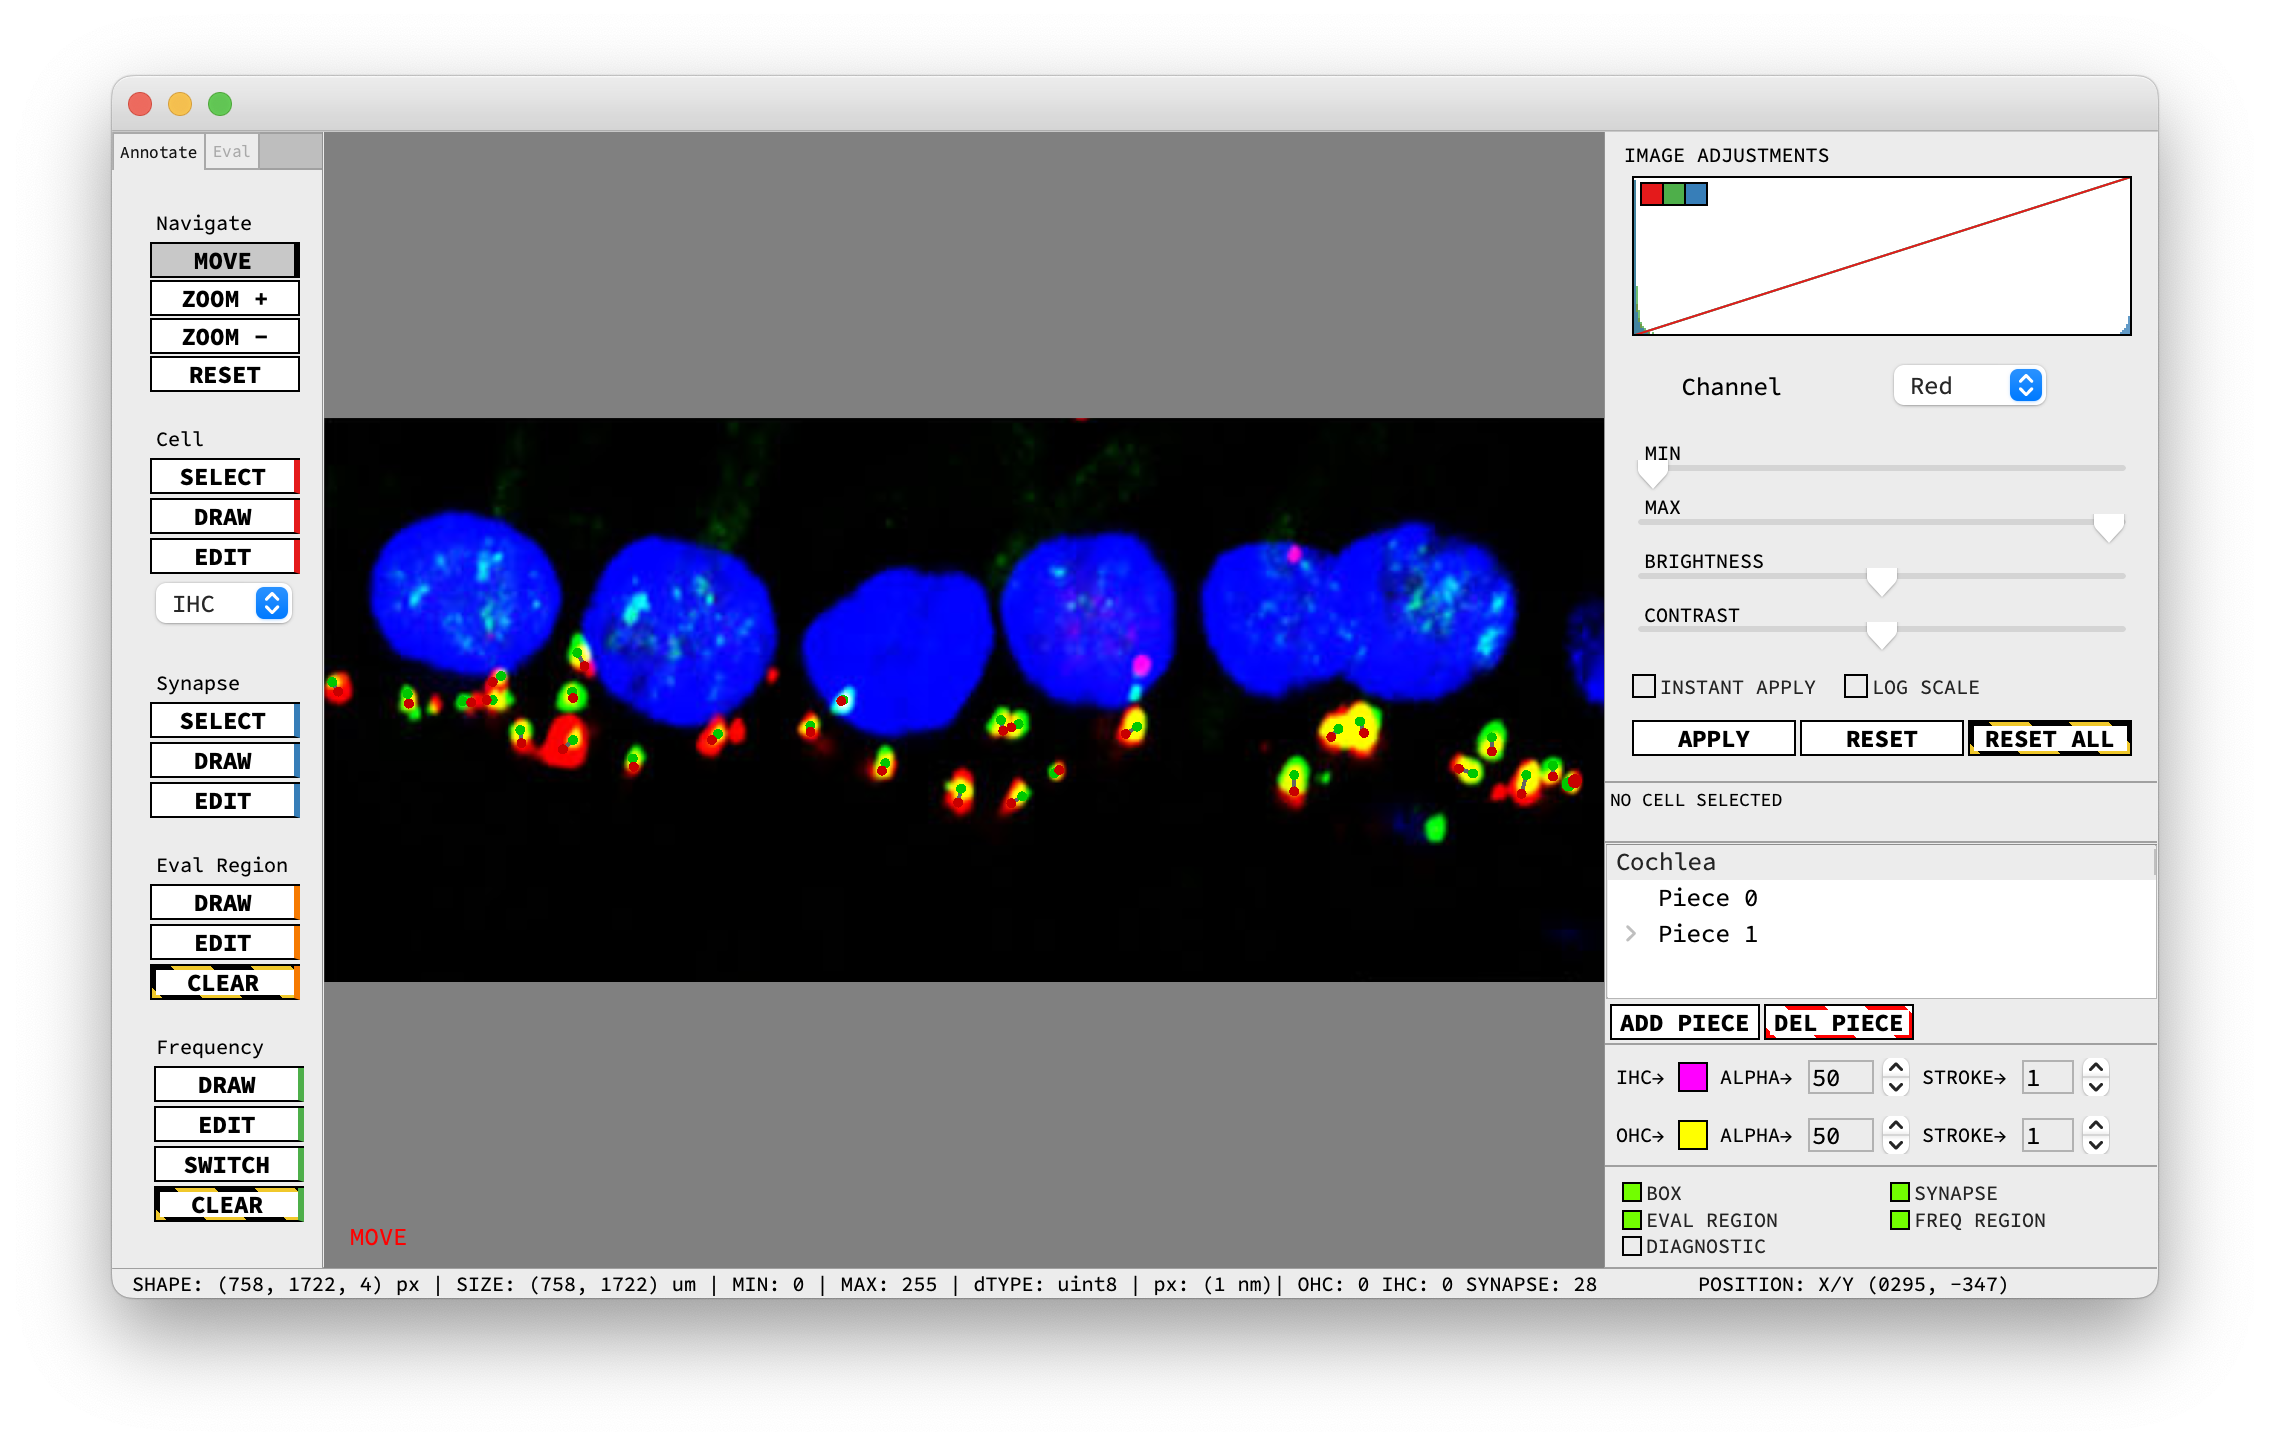 Annotate Eval
Navigate
MOVE
ZOOM +
ZOOM -
RESET
Cell
SELECT
DRAW
EDIT
IHC
Synapse
SELECT
DRAW
EDIT
Eval Region
DRAW
EDIT
CLEAR
Frequency
DRAW
EDIT
SWITCH
CLEAR
MOVE
IMAGE ADJUSTMENTS
Channel Red
MIN
MAX
BRIGHTNESS
CONTRAST
INSTANT APPLY LOG SCALE
APPLY RESET RESET ALL
NO CELL SELECTED
Cochlea
Piece 0
Piece 1
ADD PIECE DEL PIECE
IHC→ ALPHA→ 50 STROKE→ 1
OHC→ ALPHA→ 50 STROKE→ 1
BOX SYNAPSE
EVAL REGION FREQ REGION
DIAGNOSTIC
SHAPE: (758, 1722, 4) px | SIZE: (758, 1722) um | MIN: 0 | MAX: 255 | dTYPE: uint8 | px: (1 nm)| OHC: 0 IHC: 0 SYNAPSE: 28 POSITION: X/Y (0295, -347)